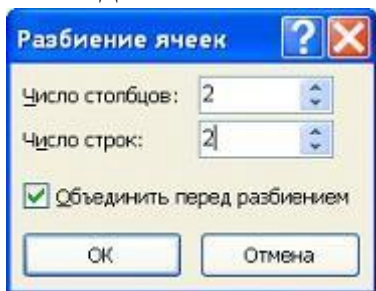 Разбиение ячеек
Число столбцов: 2
Число строк: 2
Объединить перед разбиением
ОК Отмена